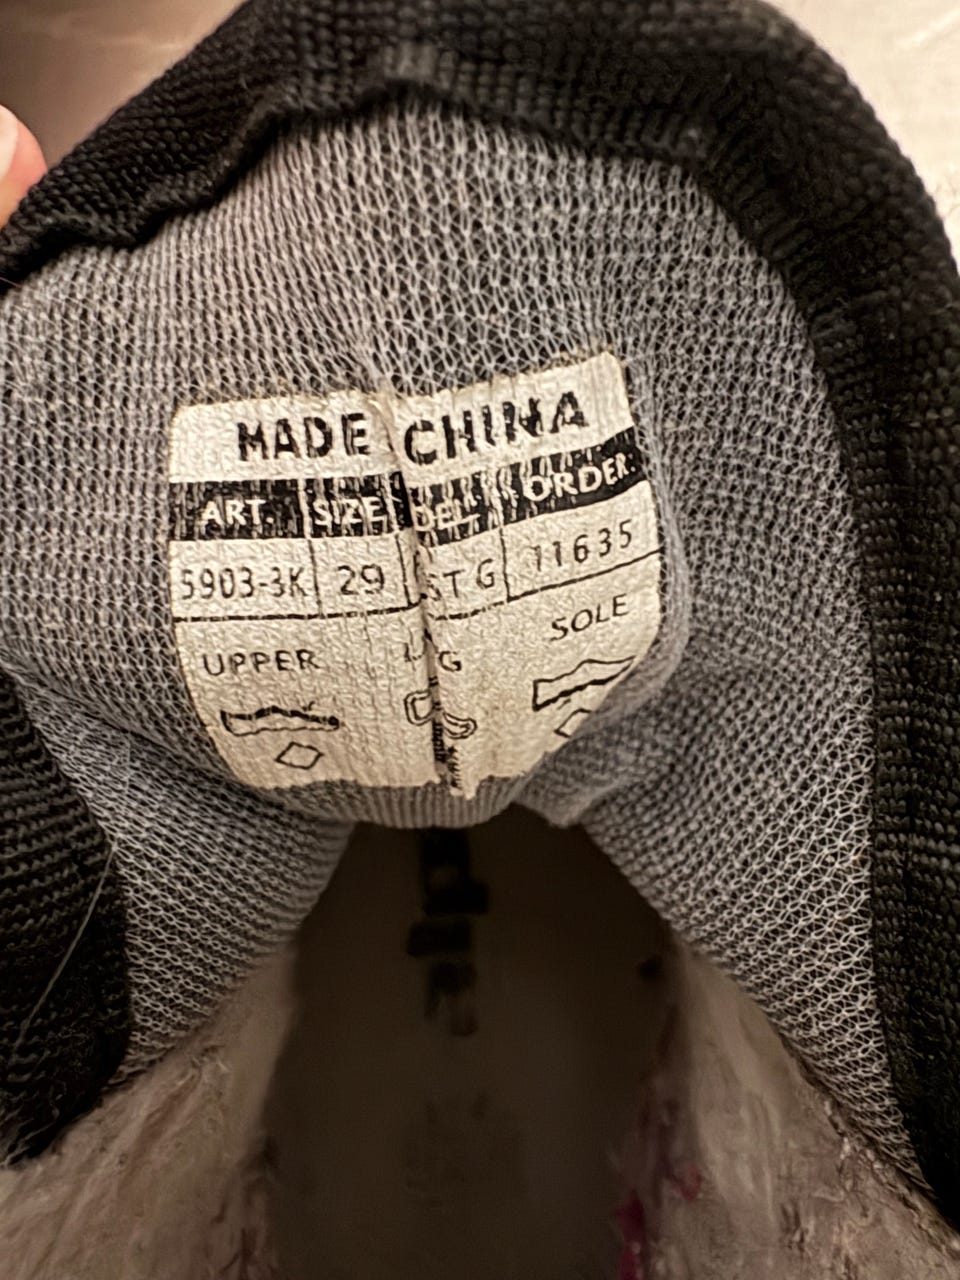 MADE CHINA
ART. SIZE DEL ORDER:
5903-3K 29 STG 11635
UPPER SOLE